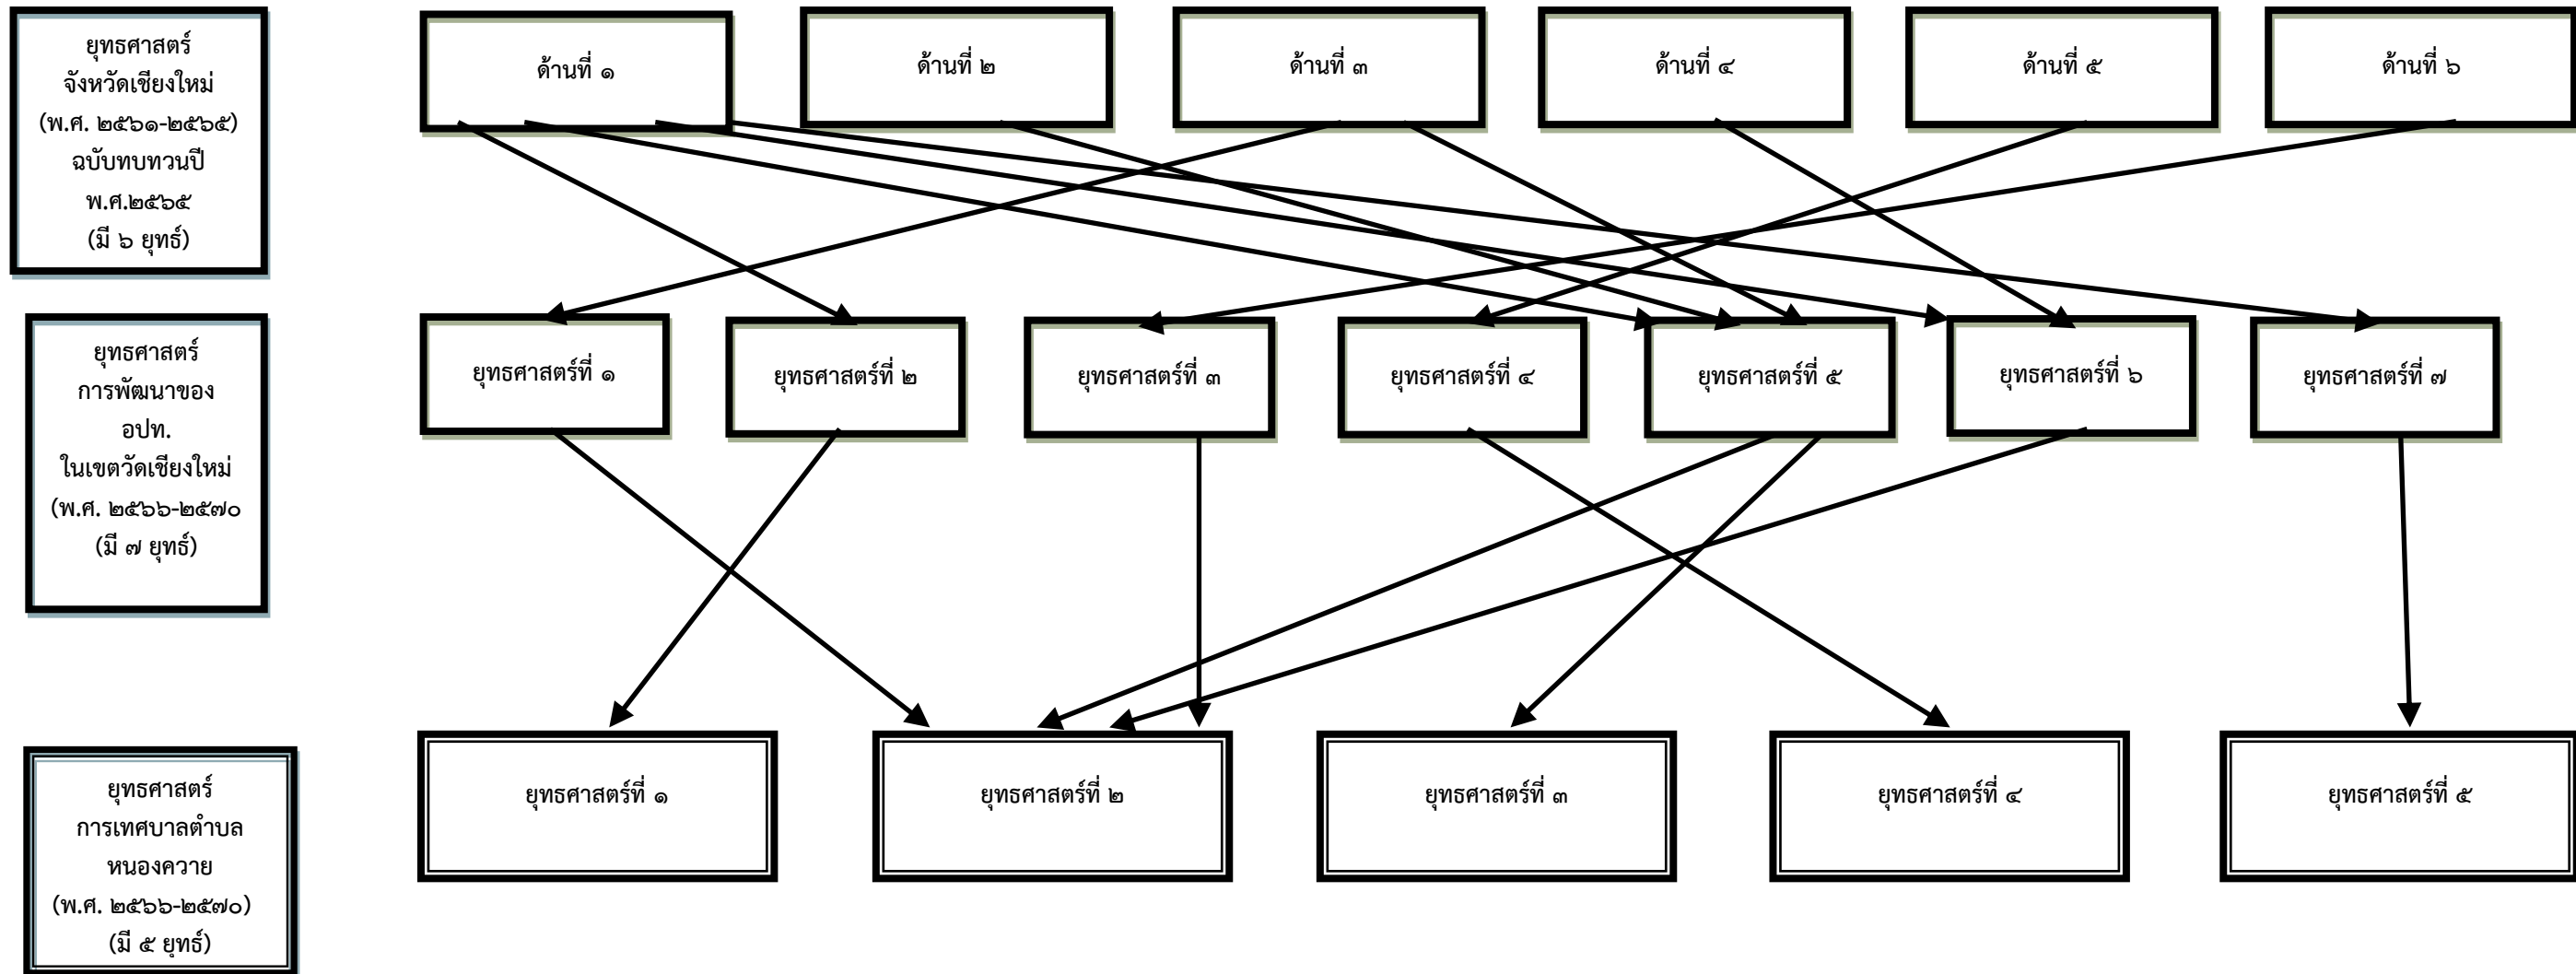 ยุทธศาสตร์
จังหวัดเชียงใหม่
(พ.ศ. ๒๕๖๑-๒๕๖๕)
ฉบับทบทวนปี
พ.ศ.๒๕๖๕
(มี ๖ ยุทธ์)
ด้านที่ ๑
ด้านที่ ๒
ด้านที่ ๓
ด้านที่ ๔
ด้านที่ ๕
ด้านที่ ๖
ยุทธศาสตร์
การพัฒนาของ
อปท.
ในเขตวัดเชียงใหม่
(พ.ศ. ๒๕๖๖-๒๕๗๐
(มี ๗ ยุทธ์)
ยุทธศาสตร์ที่ ๑
ยุทธศาสตร์ที่ ๒
ยุทธศาสตร์ที่ ๓
ยุทธศาสตร์ที่ ๔
ยุทธศาสตร์ที่ ๕
ยุทธศาสตร์ที่ ๖
ยุทธศาสตร์ที่ ๗
ยุทธศาสตร์
การเทศบาลตำบล
หนองควาย
(พ.ศ. ๒๕๖๖-๒๕๗๐)
(มี ๕ ยุทธ์)
ยุทธศาสตร์ที่ ๑
ยุทธศาสตร์ที่ ๒
ยุทธศาสตร์ที่ ๓
ยุทธศาสตร์ที่ ๔
ยุทธศาสตร์ที่ ๕